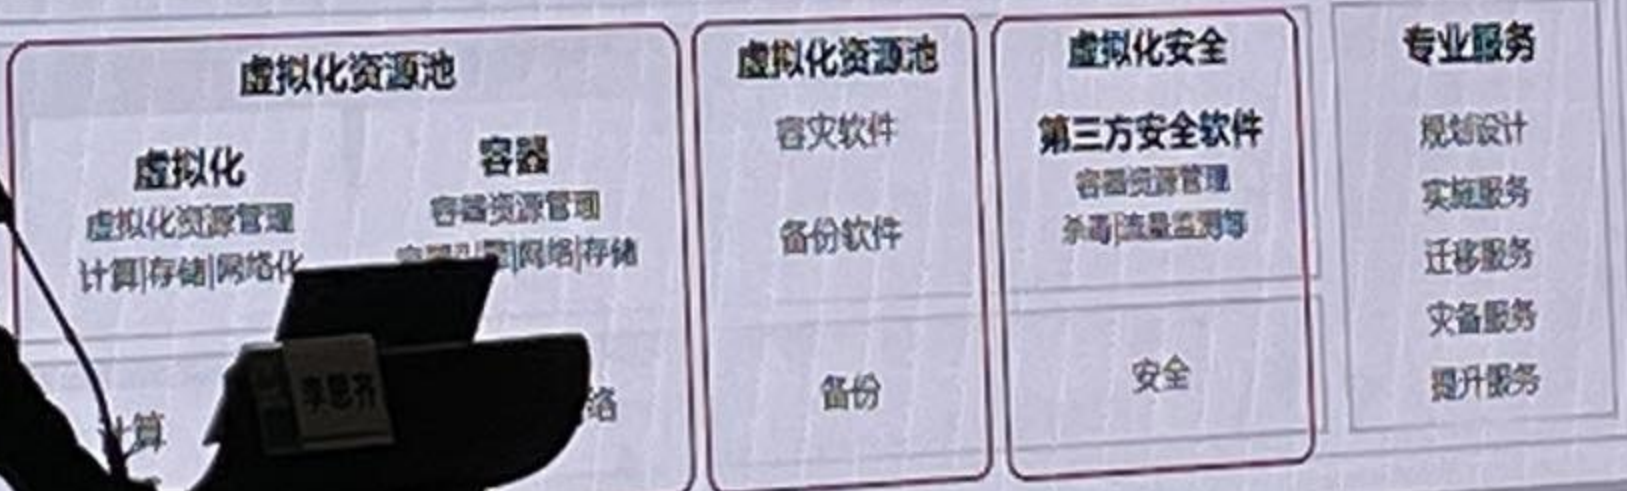 虚拟化资源池
虚拟化
虚拟化资源管理
计算|存储|网络化
容器
容器资源管理
网络|存储
计算
络
虚拟化资源池
容灾软件
备份软件
备份
虚拟化安全
第三方安全软件
容器资源管理
杀毒|流量监测等
安全
专业服务
规划设计
实施服务
迁移服务
灾备服务
提升服务